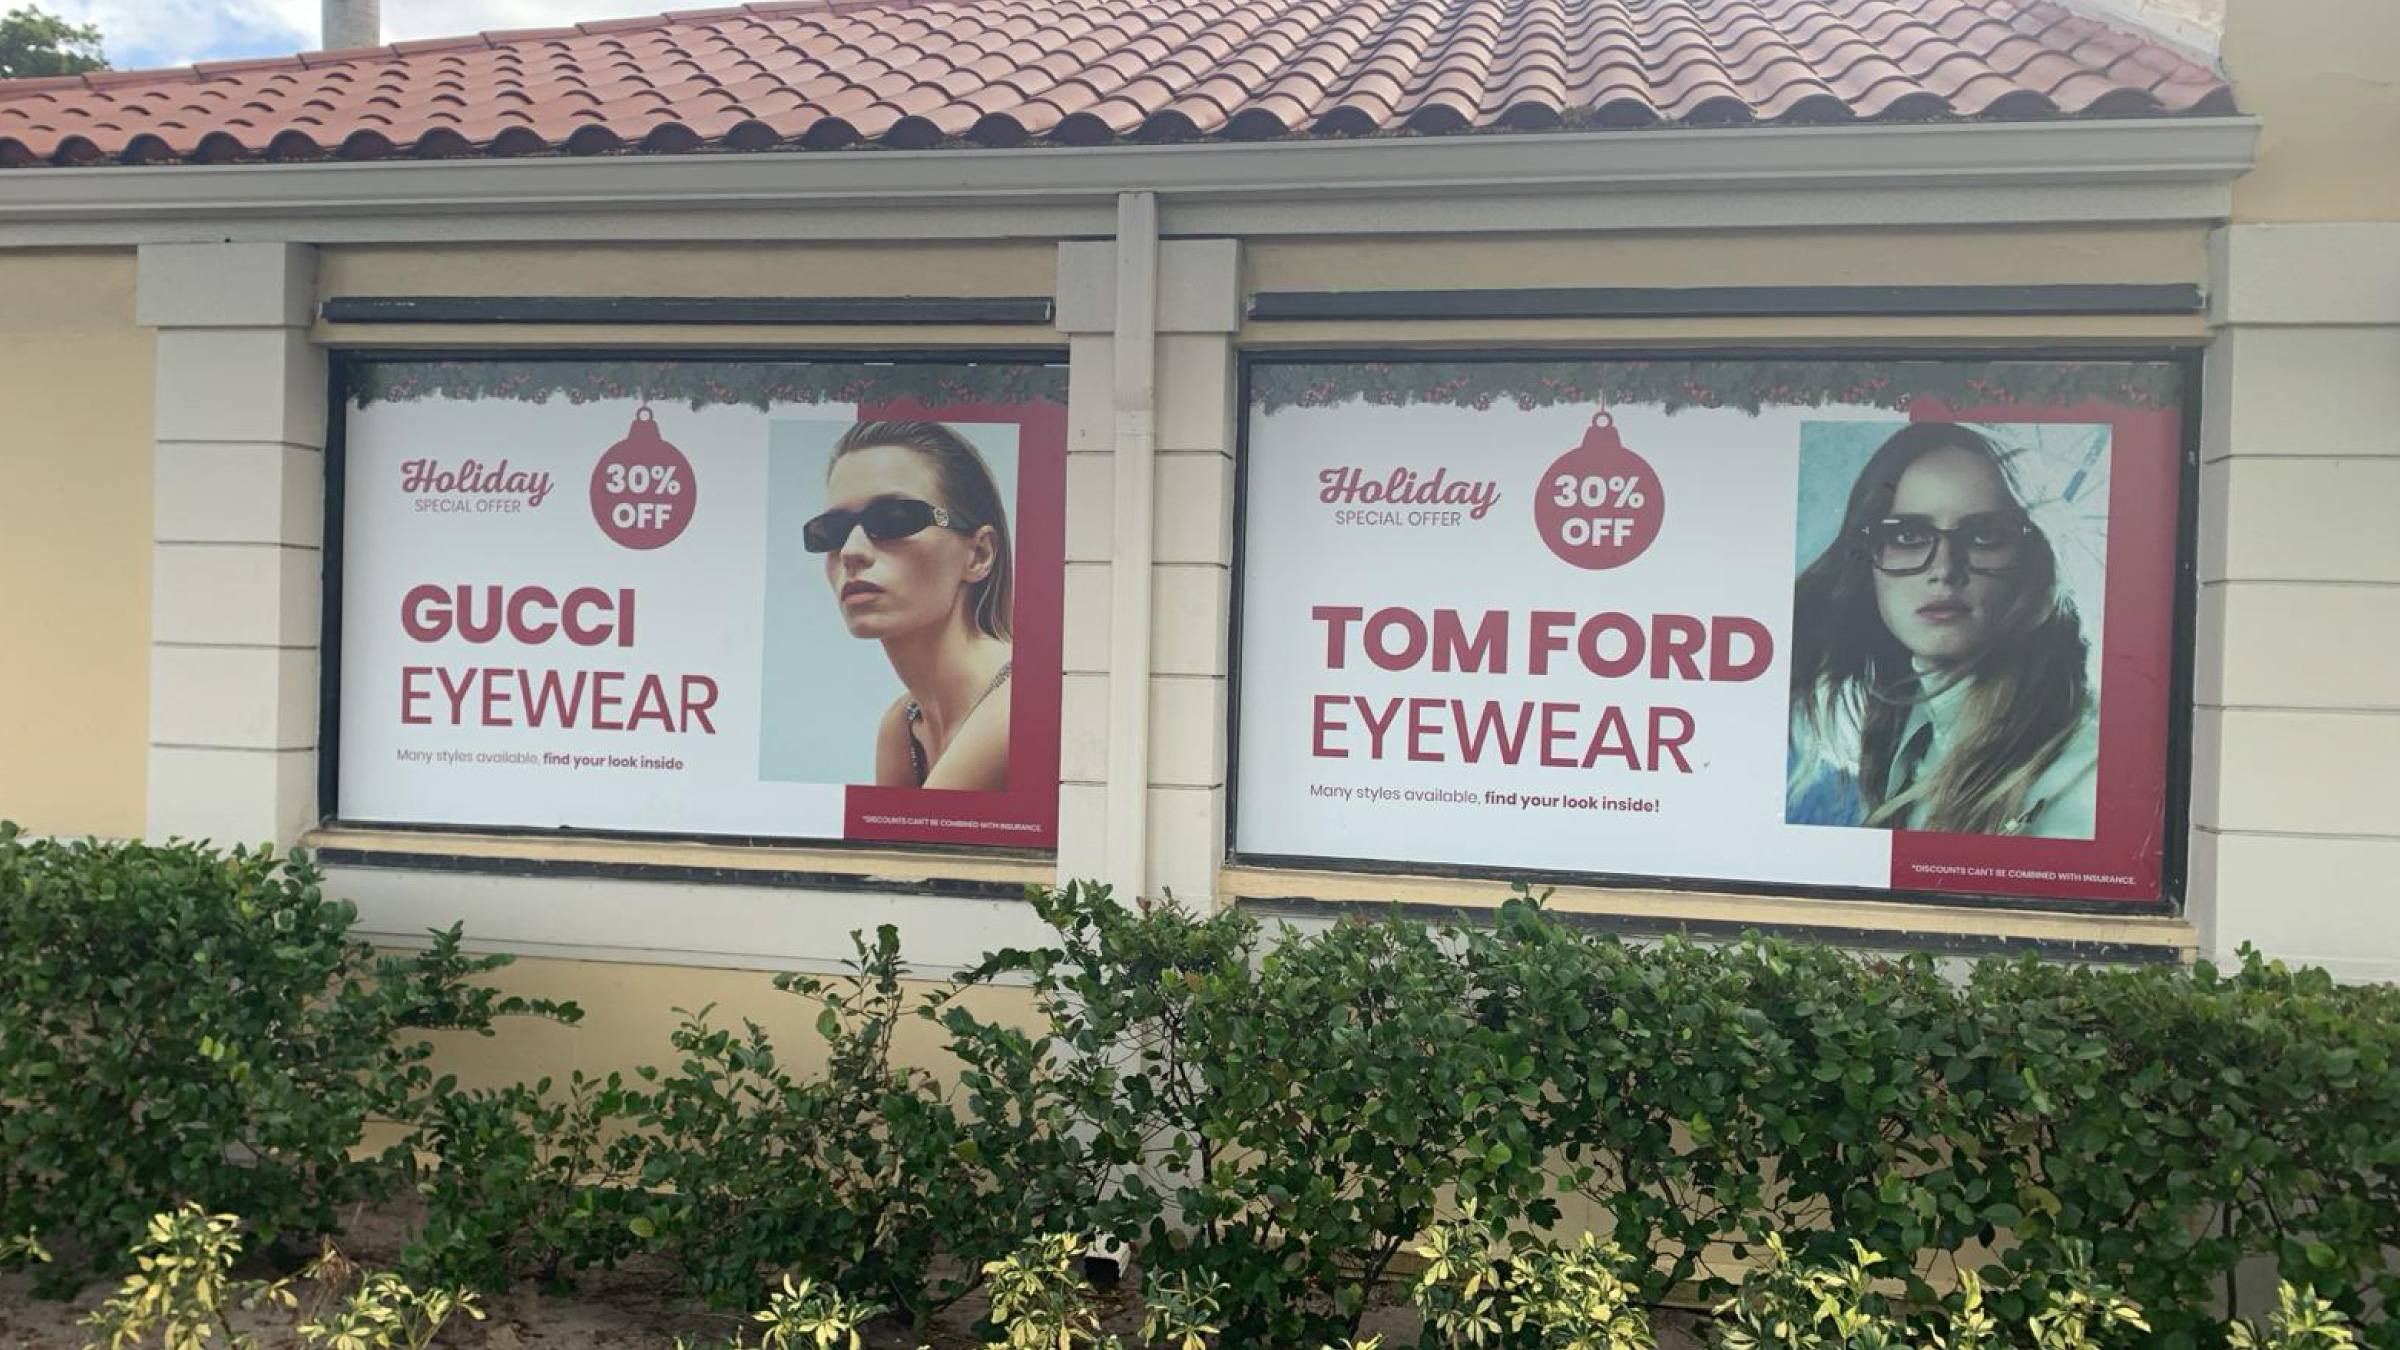 Holiday
SPECIAL OFFER
30%
OFF
GUCCI
EYEWEAR
Many styles available, find your look inside
*DISCOUNTS CAN'T BE COMBINED WITH INSURANCE.
Holiday
SPECIAL OFFER
30%
OFF
TOM FORD
EYEWEAR
Many styles available, find your look inside!
*DISCOUNTS CAN'T BE COMBINED WITH INSURANCE.